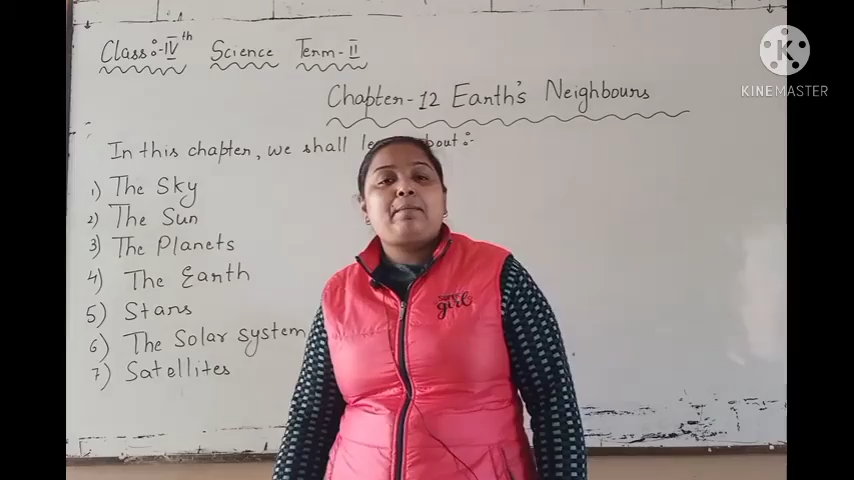 Class:-IVth Science Term-II
KINEMASTER
Chapter-12 Earth's Neighbours
In this chapter, we shall bout:-
1) The Sky
2) The Sun
3) The Planets
4) The Earth
5) Stars
6) The Solar system
7) Satellites
girl